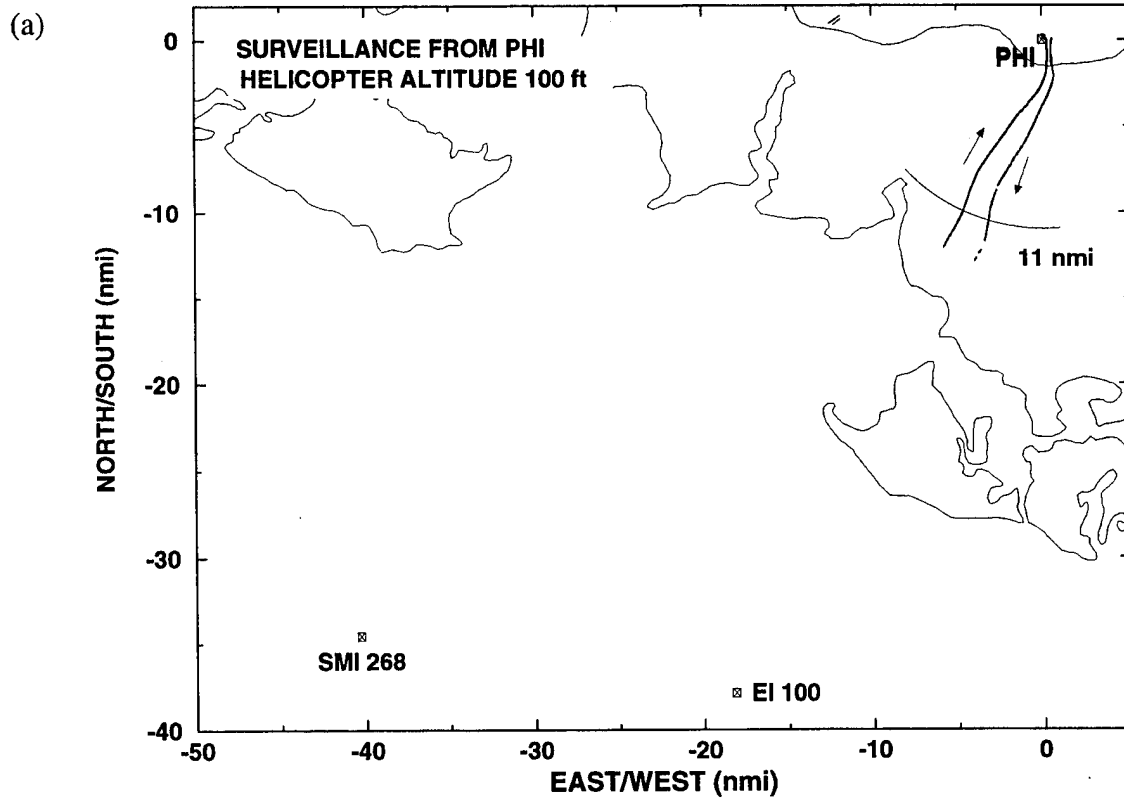 (a)
SURVEILLANCE FROM PHI
HELICOPTER ALTITUDE 100 ft
PHI
11 nmi
SMI 268
EI 100
NORTH/SOUTH (nmi)
0
-10
-20
-30
-40
-50
-40
-30
-20
-10
0
EAST/WEST (nmi)